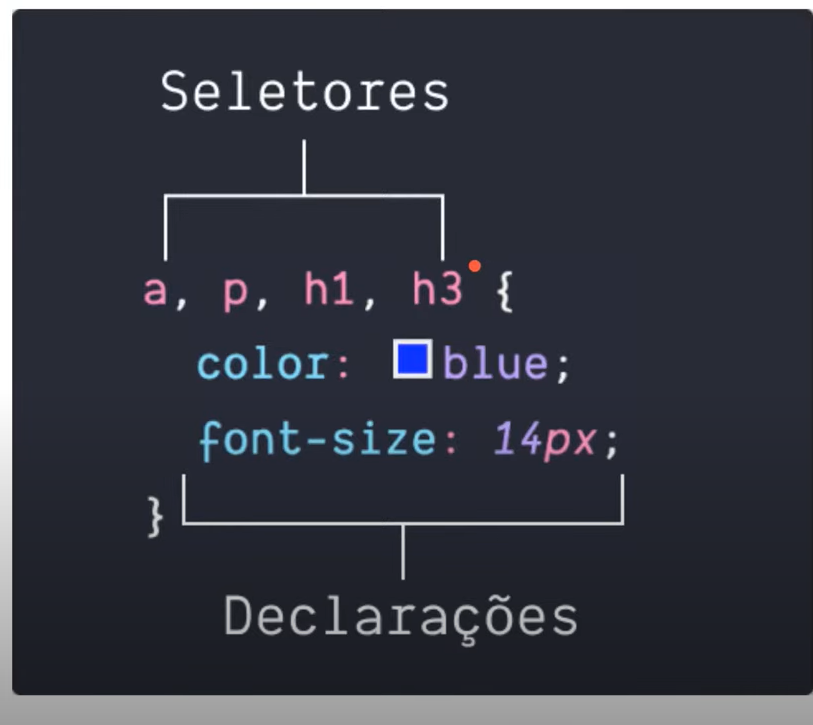 Seletores
a, p, h1, h3 {
color: blue;
font-size: 14px;
}
Declarações